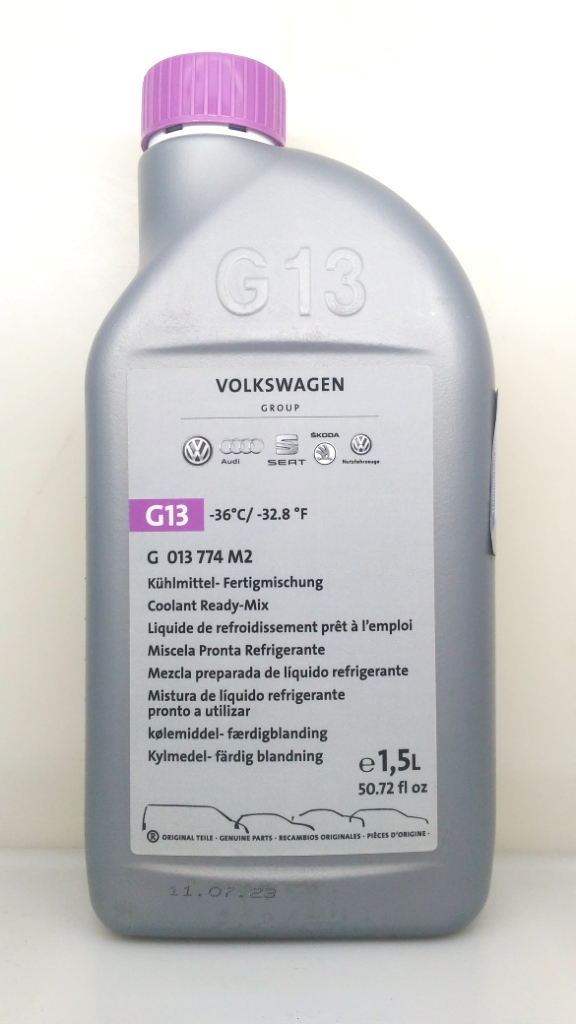 G13
VOLKSWAGEN
GROUP
Audi
SEAT
ŠKODA
Nutzfahrzeuge
G13 -36°C/ -32.8 °F
G 013 774 M2
Kühlmittel- Fertigmischung
Coolant Ready-Mix
Liquide de refroidissement prêt à l'emploi
Miscela Pronta Refrigerante
Mezcla preparada de líquido refrigerante
Mistura de líquido refrigerante
pronto a utilizar
kølemiddel- færdigblanding
Kylmedel- färdig blandning
℮1,5L
50.72 fl oz
® ORIGINAL TEILE · GENUINE PARTS · RECAMBIOS ORIGINALES · PIÈCES D'ORIGINE ·
11.07.23